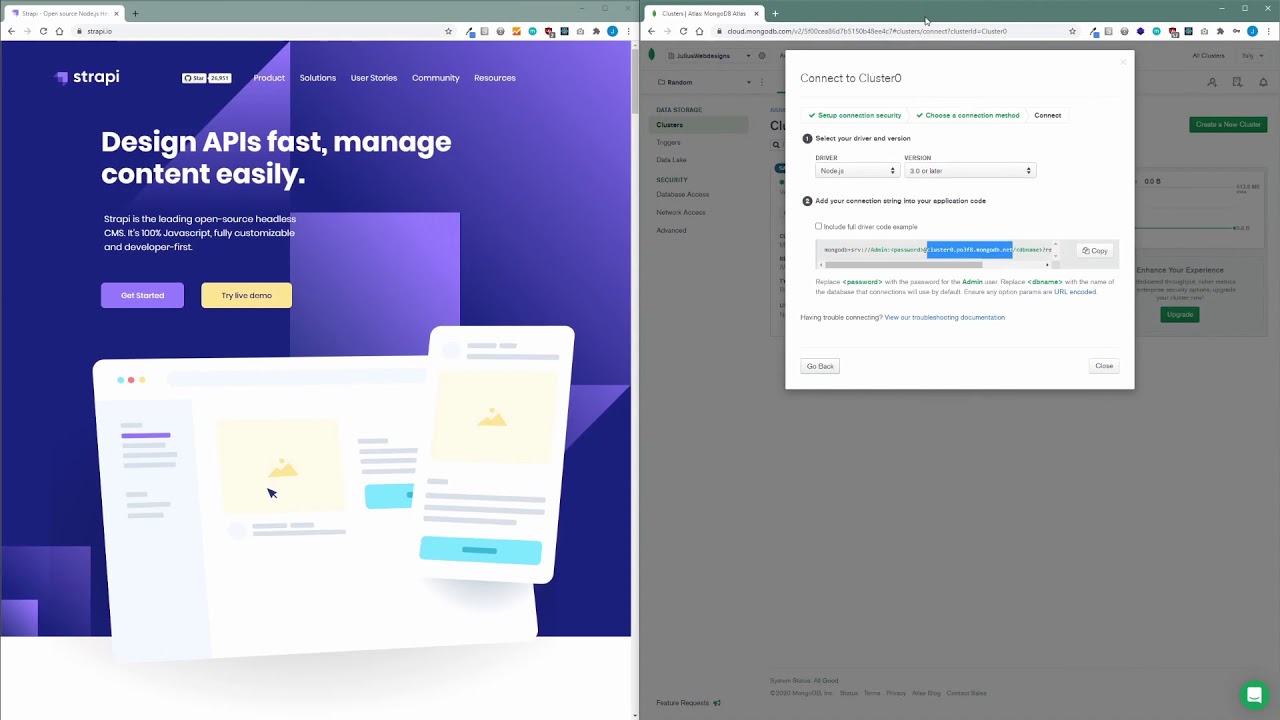 Strapi - Open source Node.js He
strapi.io
strapi
Star 26,951
Product
Solutions
User Stories
Community
Resources
Design APIs fast, manage
content easily.
Strapi is the leading open-source headless
CMS. It's 100% Javascript, fully customizable
and developer-first.
Get Started
Try live demo
Clusters | Atlas: MongoDB Atlas
cloud.mongodb.com/v2/5f00cea86d7b5150b48ee4c7#clusters/connect?clusterId=Cluster0
JuliusWebdesigns
All Clusters
Random
DATA STORAGE
Clusters
Triggers
Data Lake
SECURITY
Database Access
Network Access
Advanced
Create a New Cluster
Connect to Cluster0
Setup connection security
Choose a connection method
Connect
1 Select your driver and version
DRIVER
VERSION
Node.js
3.0 or later
2 Add your connection string into your application code
Include full driver code example
mongodb+srv://Admin:<password>@cluster0.po3f8.mongodb.net/<dbname>?re
Copy
Replace <password> with the password for the Admin user. Replace <dbname> with the name of
the database that connections will use by default. Ensure any option params are URL encoded.
Having trouble connecting? View our troubleshooting documentation
Go Back
Close
0.0 B
Enhance Your Experience
Upgrade
System Status: All Good
©2020 MongoDB, Inc.
Status
Terms
Privacy
Atlas Blog
Contact Sales
Feature Requests